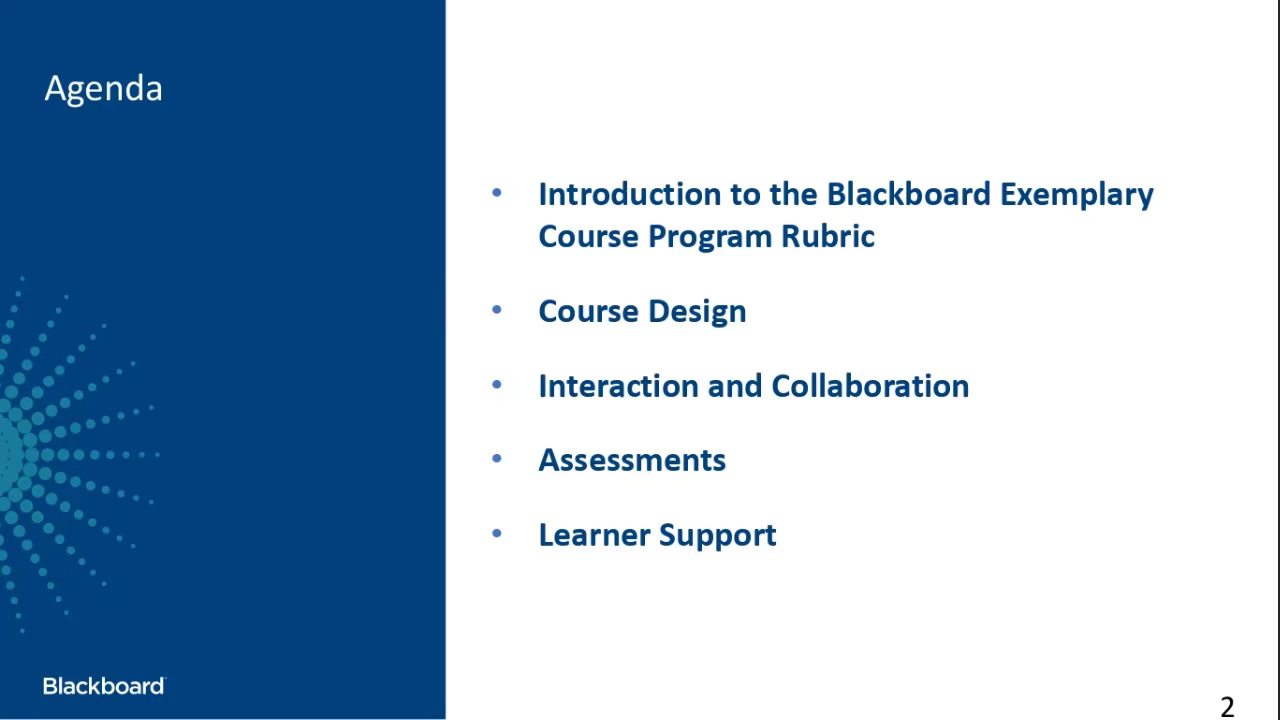 Agenda
• Introduction to the Blackboard Exemplary
Course Program Rubric
• Course Design
• Interaction and Collaboration
• Assessments
• Learner Support
Blackboard
2